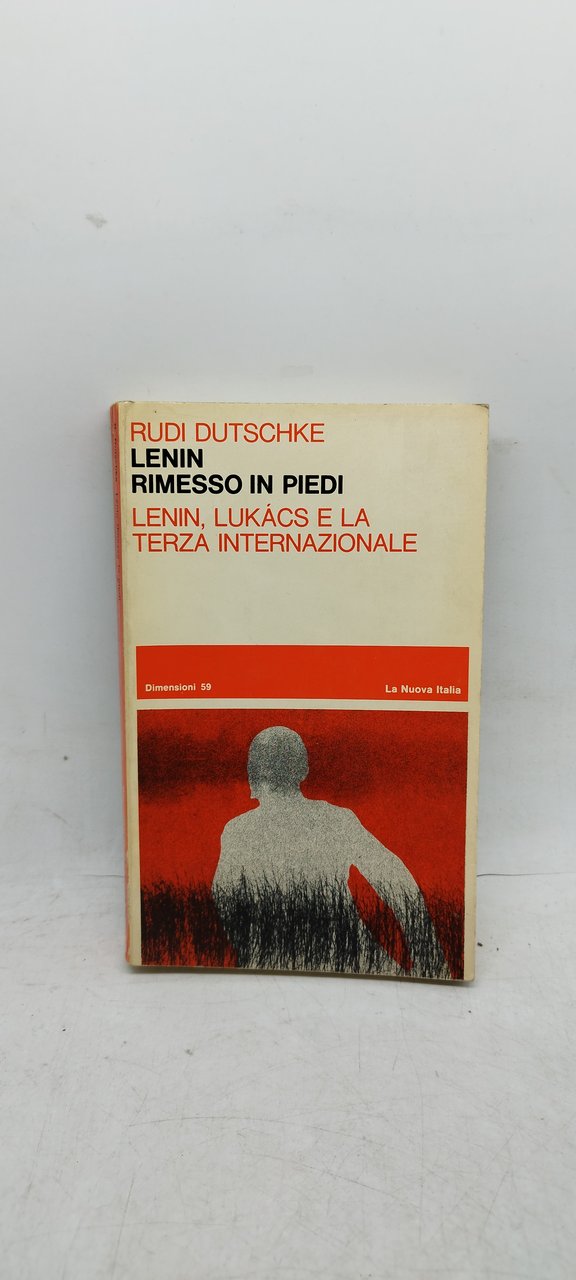 RUDI DUTSCHKE
LENIN
RIMESSO IN PIEDI
LENIN, LUKÁCS E LA
TERZA INTERNAZIONALE
Dimensioni 59
La Nuova Italia